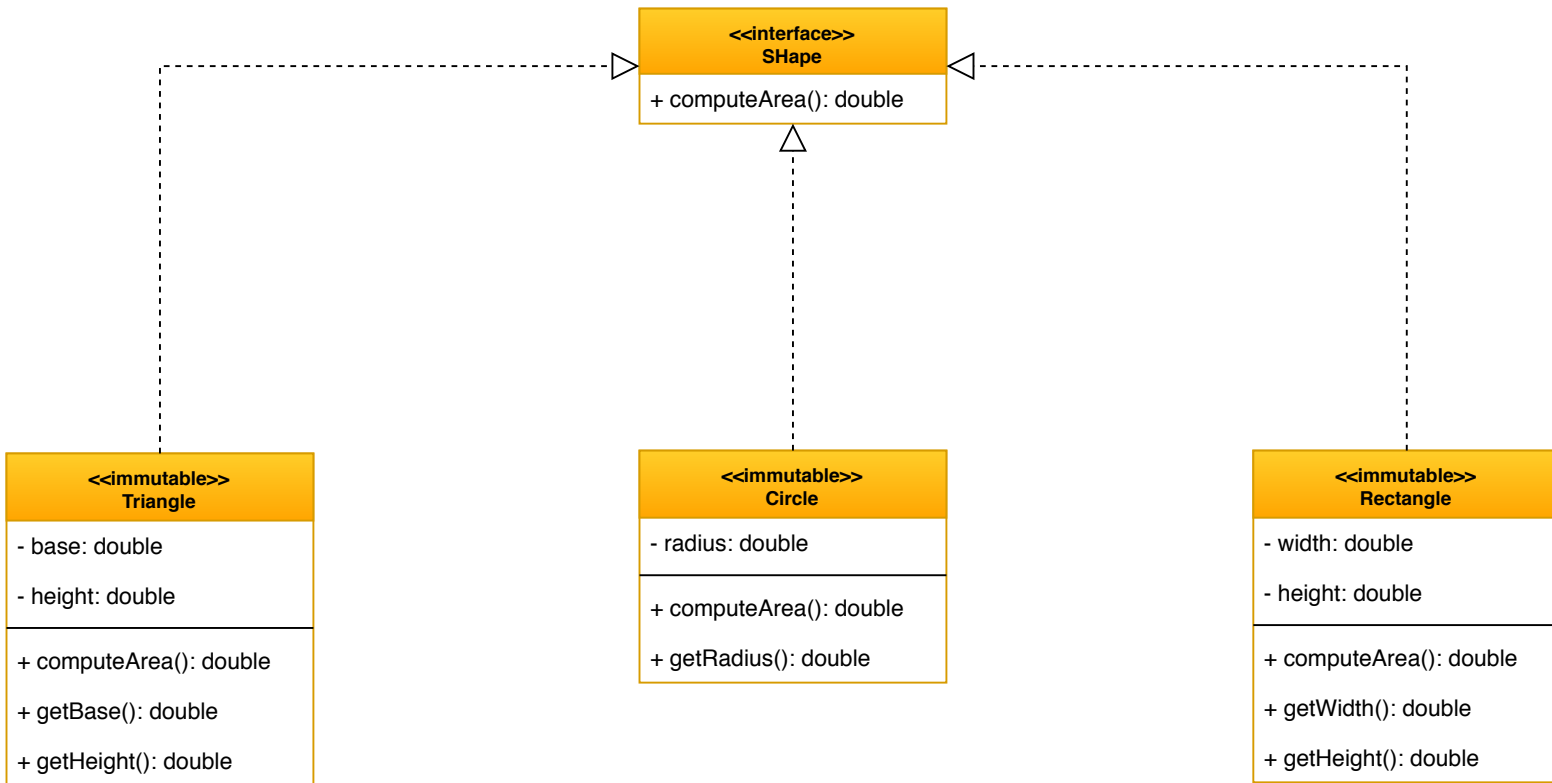 <<interface>>
SHape
+ computeArea(): double
<<immutable>>
Triangle
- base: double
- height: double
+ computeArea(): double
+ getBase(): double
+ getHeight(): double
<<immutable>>
Circle
- radius: double
+ computeArea(): double
+ getRadius(): double
<<immutable>>
Rectangle
- width: double
- height: double
+ computeArea(): double
+ getWidth(): double
+ getHeight(): double